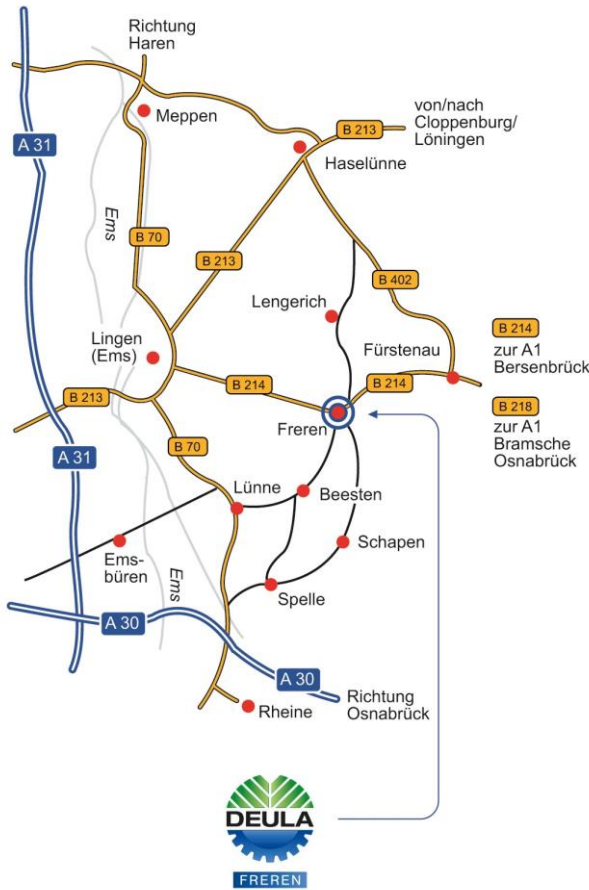 Richtung
Haren
Meppen
B 213
von/nach
Cloppenburg/
Löningen
A 31
Haselünne
Ems
B 70
B 213
B 402
Lengerich
Lingen
(Ems)
Fürstenau
B 214
zur A1
Bersenbrück
B 214
B 214
B 213
Freren
B 218
zur A1
Bramsche
Osnabrück
A 31
B 70
Lünne
Beesten
Schapen
Ems-
büren
Ems
Spelle
A 30
A 30
Rheine
Richtung
Osnabrück
DEULA
FREREN